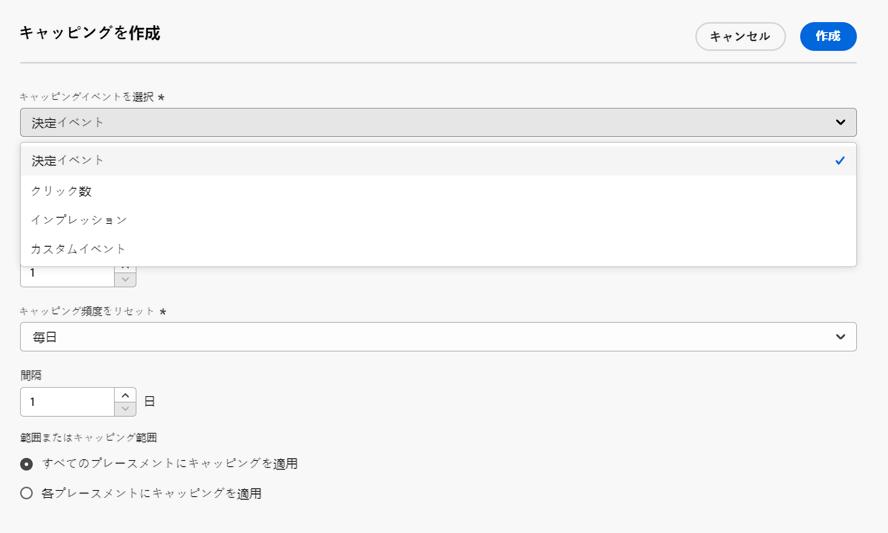 キャッピングを作成
キャンセル
作成
キャッピングイベントを選択 *
決定イベント
決定イベント
クリック数
インプレッション
カスタムイベント
1
キャッピング頻度をリセット *
毎日
間隔
1 日
範囲またはキャッピング範囲
すべてのプレースメントにキャッピングを適用
各プレースメントにキャッピングを適用